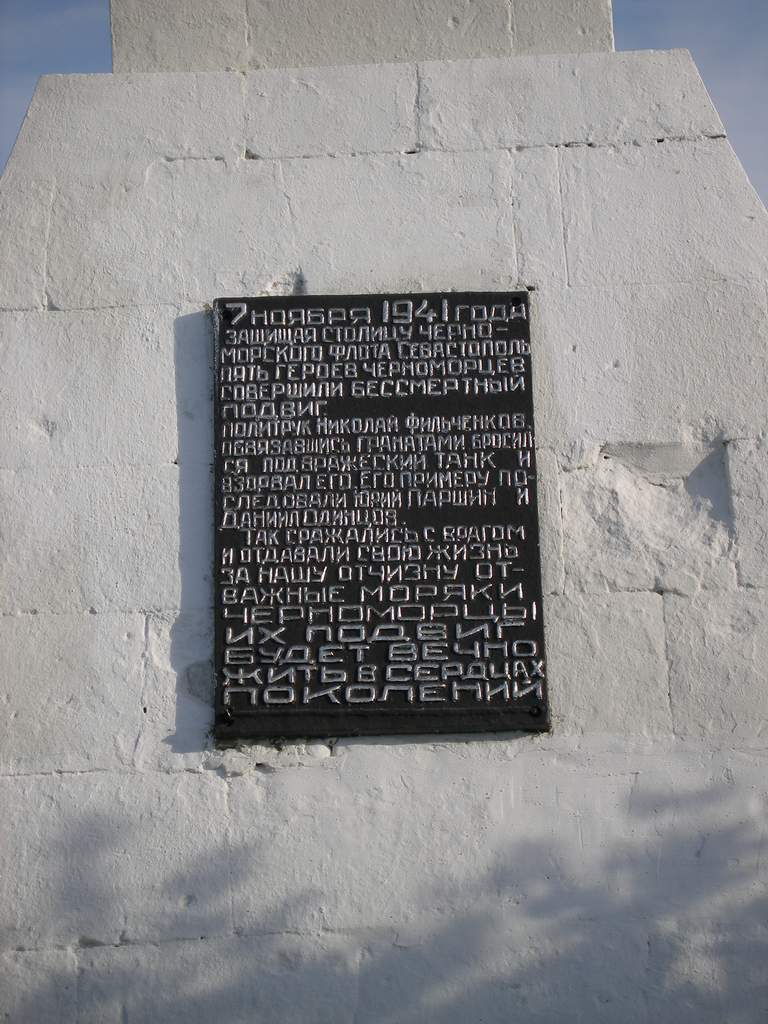 7 НОЯБРЯ 1941 ГОДА
ЗАЩИЩАЯ СТОЛИЦУ ЧЕРНО-
МОРСКОГО ФЛОТА СЕВАСТОПОЛЬ
ПЯТЬ ГЕРОЕВ ЧЕРНОМОРЦЕВ
СОВЕРШИЛИ БЕССМЕРТНЫЙ
ПОДВИГ.
ПОЛИТРУК НИКОЛАЙ ФИЛЬЧЕНКОВ,
ОБВЯЗАВШИСЬ ГРАНАТАМИ БРОСИЛ
СЯ ПОД ВРАЖЕСКИЙ ТАНК И
ВЗОРВАЛ ЕГО. ЕГО ПРИМЕРУ ПО-
СЛЕДОВАЛИ ЮРИЙ ПАРШИН И
ДАНИИЛ ОДИНЦОВ.
ТАК СРАЖАЛИСЬ С ВРАГОМ
И ОТДАВАЛИ СВОЮ ЖИЗНЬ
ЗА НАШУ ОТЧИЗНУ ОТ-
ВАЖНЫЕ МОРЯКИ
ЧЕРНОМОРЦЫ
ИХ ПОДВИГ
БУДЕТ ВЕЧНО
ЖИТЬ В СЕРДЦАХ
ПОКОЛЕНИЙ